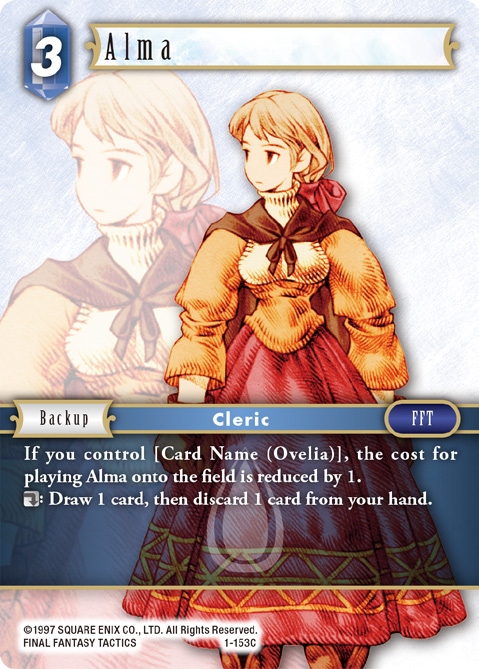 3
Alma
Backup
Cleric
FFT
If you control [Card Name (Ovelia)], the cost for
playing Alma onto the field is reduced by 1.
: Draw 1 card, then discard 1 card from your hand.
©1997 SQUARE ENIX CO., LTD. All Rights Reserved.
FINAL FANTASY TACTICS
1-153C